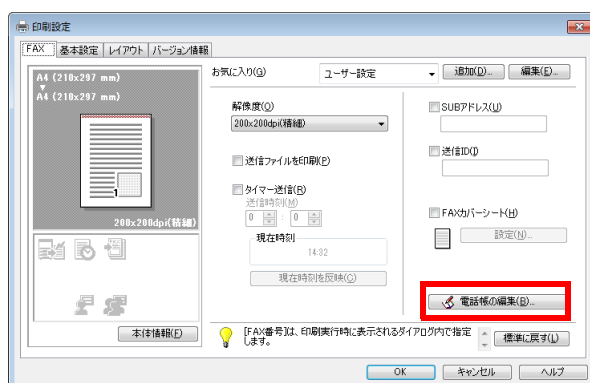 印刷設定
FAX 基本設定 レイアウト バージョン情報
A4 (210x297 mm)
A4 (210x297 mm)
1
200x200dpi(精細)
本体情報(E)
お気に入り(G) ユーザー設定 追加(D)... 編集(F)...
解像度(O)
200x200dpi(精細)
送信ファイルを印刷(P)
タイマー送信(R)
送信時刻(M)
0 : 0
現在時刻
14:32
現在時刻を反映(C)
SUBアドレス(U)
送信ID(I)
FAXカバーシート(H)
設定(N)...
電話帳の編集(B)...
[FAX番号]は、印刷実行時に表示されるダイアログ内で指定
します。
標準に戻す(L)
OK キャンセル ヘルプ